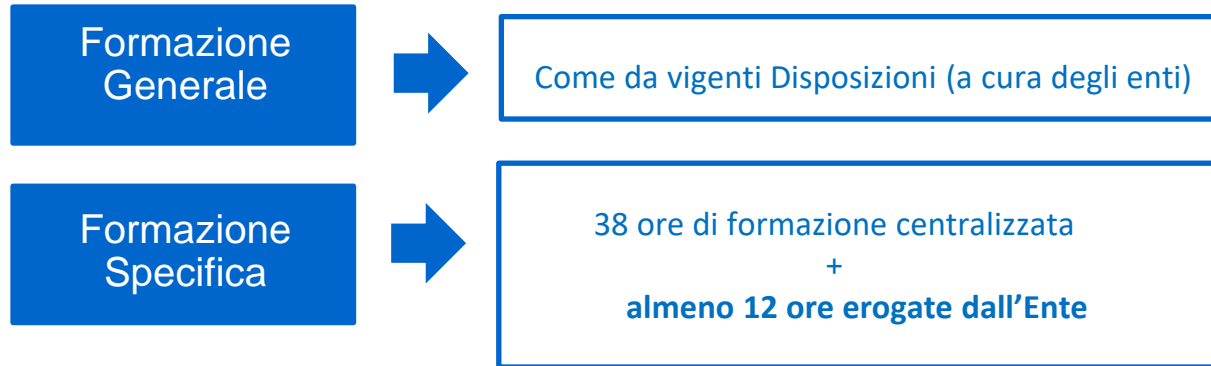 Formazione
Generale
Come da vigenti Disposizioni (a cura degli enti)
Formazione
Specifica
38 ore di formazione centralizzata
+
almeno 12 ore erogate dall’Ente